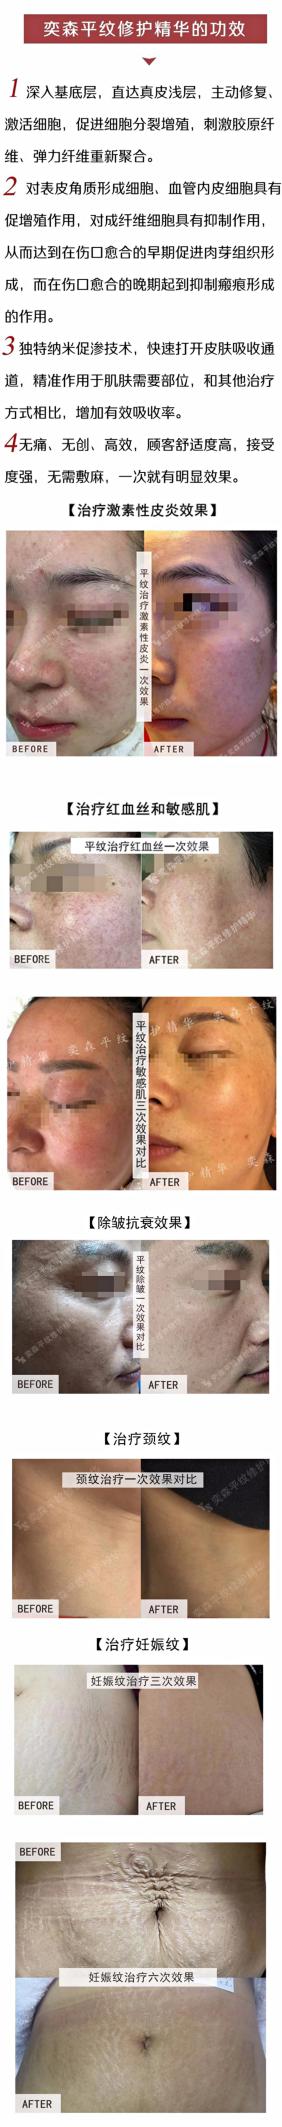 奕森平纹修护精华的功效
1 深入基底层，直达真皮浅层，主动修复、
激活细胞，促进细胞分裂增殖，刺激胶原纤
维、弹力纤维重新聚合。
2 对表皮角质形成细胞、血管内皮细胞具有
促增殖作用，对成纤维细胞具有抑制作用，
从而达到在伤口愈合的早期促进肉芽组织形
成，而在伤口愈合的晚期起到抑制瘢痕形成
的作用。
3 独特纳米促渗技术，快速打开皮肤吸收通
道，精准作用于肌肤需要部位，和其他治疗
方式相比，增加有效吸收率。
4 无痛、无创、高效，顾客舒适度高，接受
度强，无需敷麻，一次就有明显效果。
【治疗激素性皮炎效果】
平纹治疗激素性皮炎一次效果
BEFORE
AFTER
【治疗红血丝和敏感肌】
平纹治疗红血丝一次效果
BEFORE
AFTER
平纹治疗敏感肌三次效果对比
BEFORE
AFTER
【除皱抗衰效果】
平纹除皱一次效果对比
BEFORE
AFTER
【治疗颈纹】
颈纹治疗一次效果对比
BEFORE
AFTER
【治疗妊娠纹】
妊娠纹治疗三次效果
BEFORE
AFTER
BEFORE
妊娠纹治疗六次效果
AFTER
奕森平纹修护精华